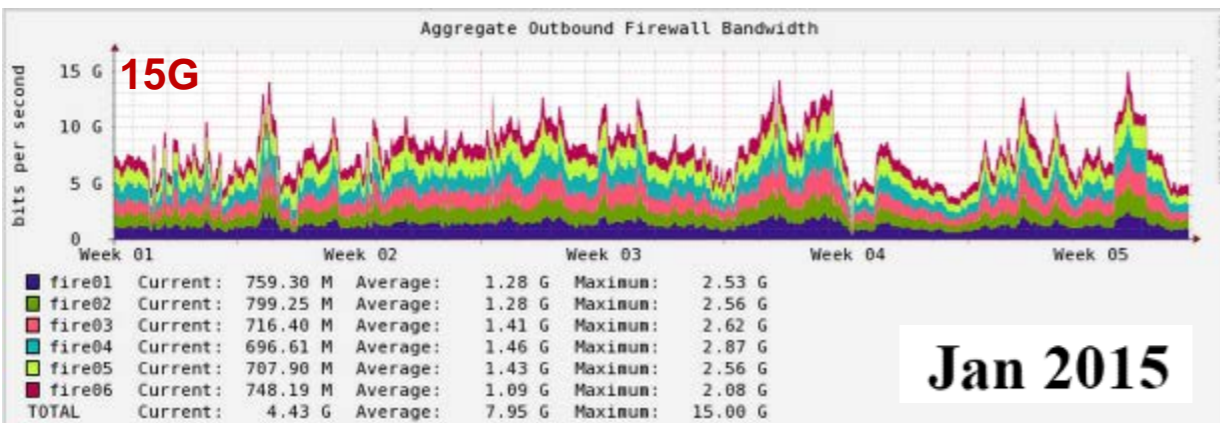 Aggregate Outbound Firewall Bandwidth
bits per second
15 G
15G
10 G
5 G
0
Week 01 Week 02 Week 03 Week 04 Week 05
fire01 Current: 759.30 M Average: 1.28 G Maximum: 2.53 G
fire02 Current: 799.25 M Average: 1.28 G Maximum: 2.56 G
fire03 Current: 716.40 M Average: 1.41 G Maximum: 2.62 G
fire04 Current: 696.61 M Average: 1.46 G Maximum: 2.87 G
fire05 Current: 707.90 M Average: 1.43 G Maximum: 2.56 G
fire06 Current: 748.19 M Average: 1.09 G Maximum: 2.08 G
TOTAL Current: 4.43 G Average: 7.95 G Maximum: 15.00 G
Jan 2015